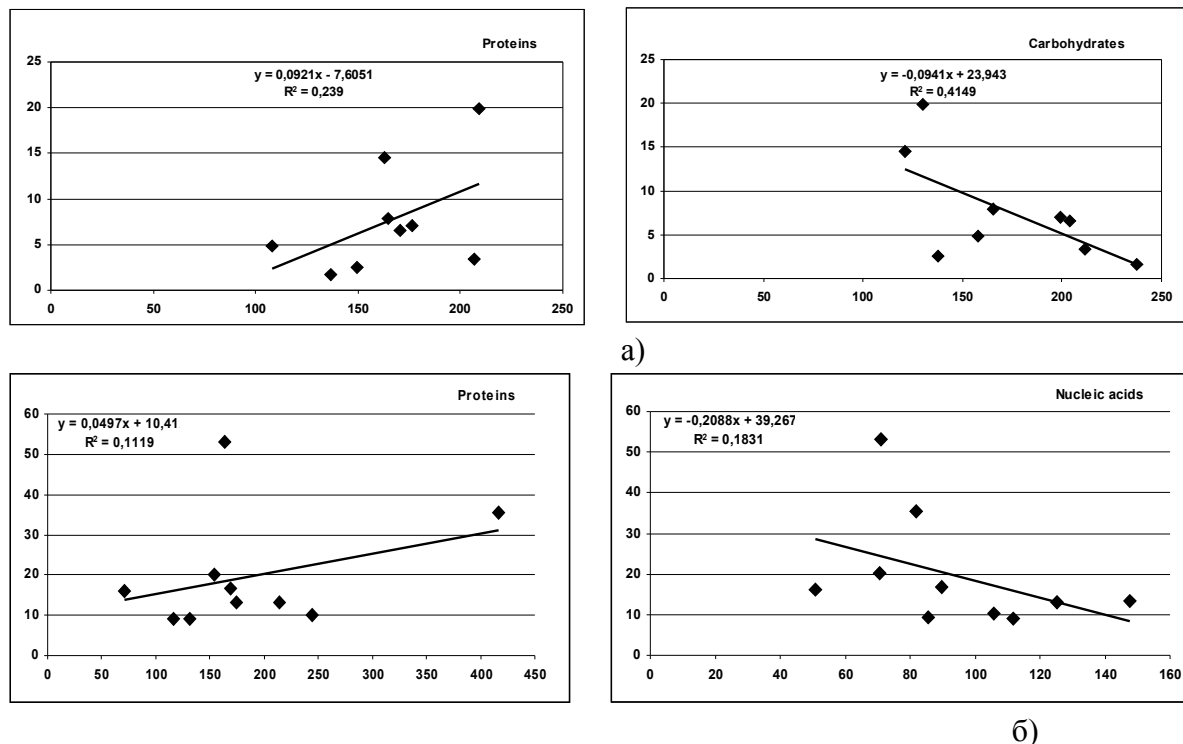 Proteins
y = 0,0921x - 7,6051
R² = 0,239
25
20
15
10
5
0
0 50 100 150 200 250
Carbohydrates
y = -0,0941x + 23,943
R² = 0,4149
25
20
15
10
5
0
0 50 100 150 200 250
а)
Proteins
y = 0,0497x + 10,41
R² = 0,1119
60
50
40
30
20
10
0
0 50 100 150 200 250 300 350 400 450
Nucleic acids
y = -0,2088x + 39,267
R² = 0,1831
60
50
40
30
20
10
0
0 20 40 60 80 100 120 140 160
б)